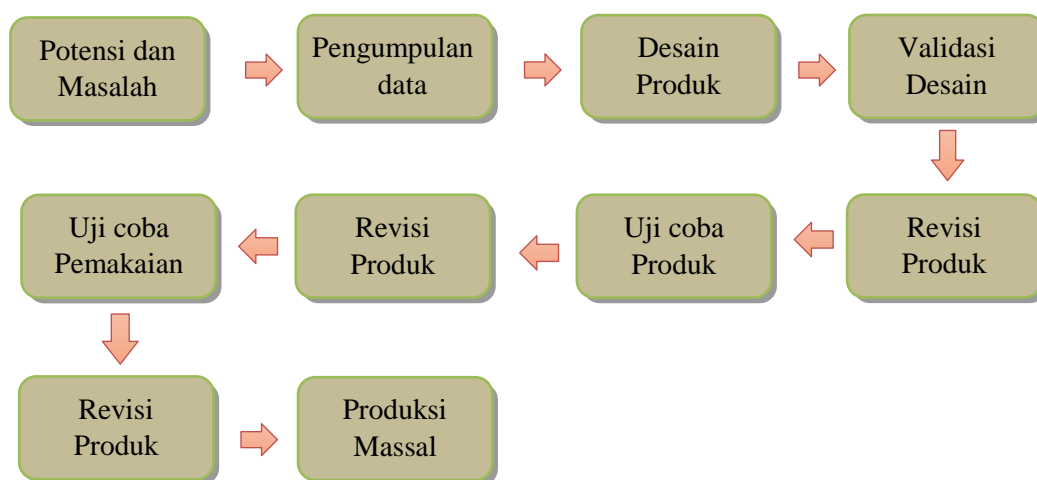 Potensi dan
Masalah
Pengumpulan
data
Desain
Produk
Validasi
Desain
Revisi
Produk
Uji coba
Produk
Revisi
Produk
Uji coba
Pemakaian
Revisi
Produk
Produksi
Massal